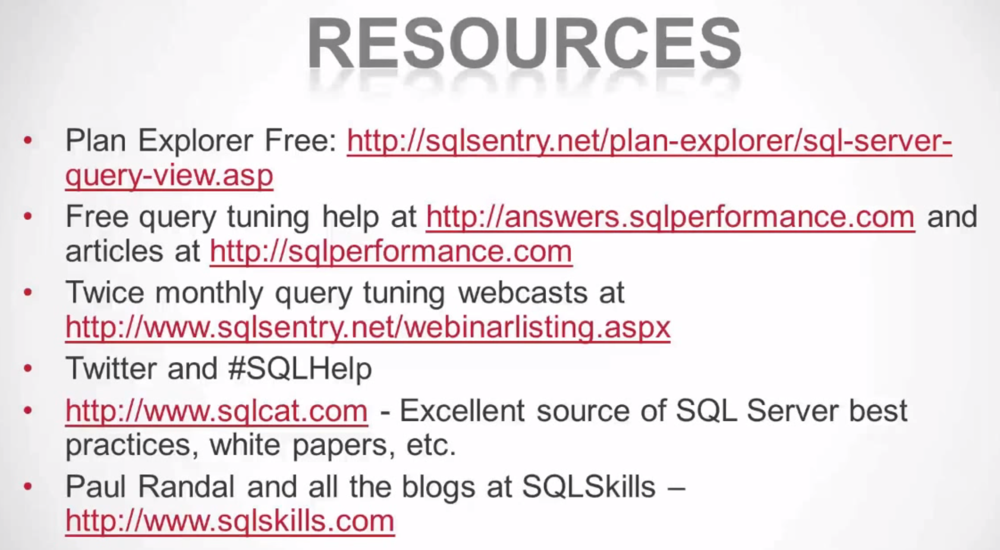 RESOURCES
• Plan Explorer Free: http://sqlsentry.net/plan-explorer/sql-server-
query-view.asp
• Free query tuning help at http://answers.sqlperformance.com and
articles at http://sqlperformance.com
• Twice monthly query tuning webcasts at
http://www.sqlsentry.net/webinarlisting.aspx
• Twitter and #SQLHelp
• http://www.sqlcat.com - Excellent source of SQL Server best
practices, white papers, etc.
• Paul Randal and all the blogs at SQLSkills –
http://www.sqlskills.com